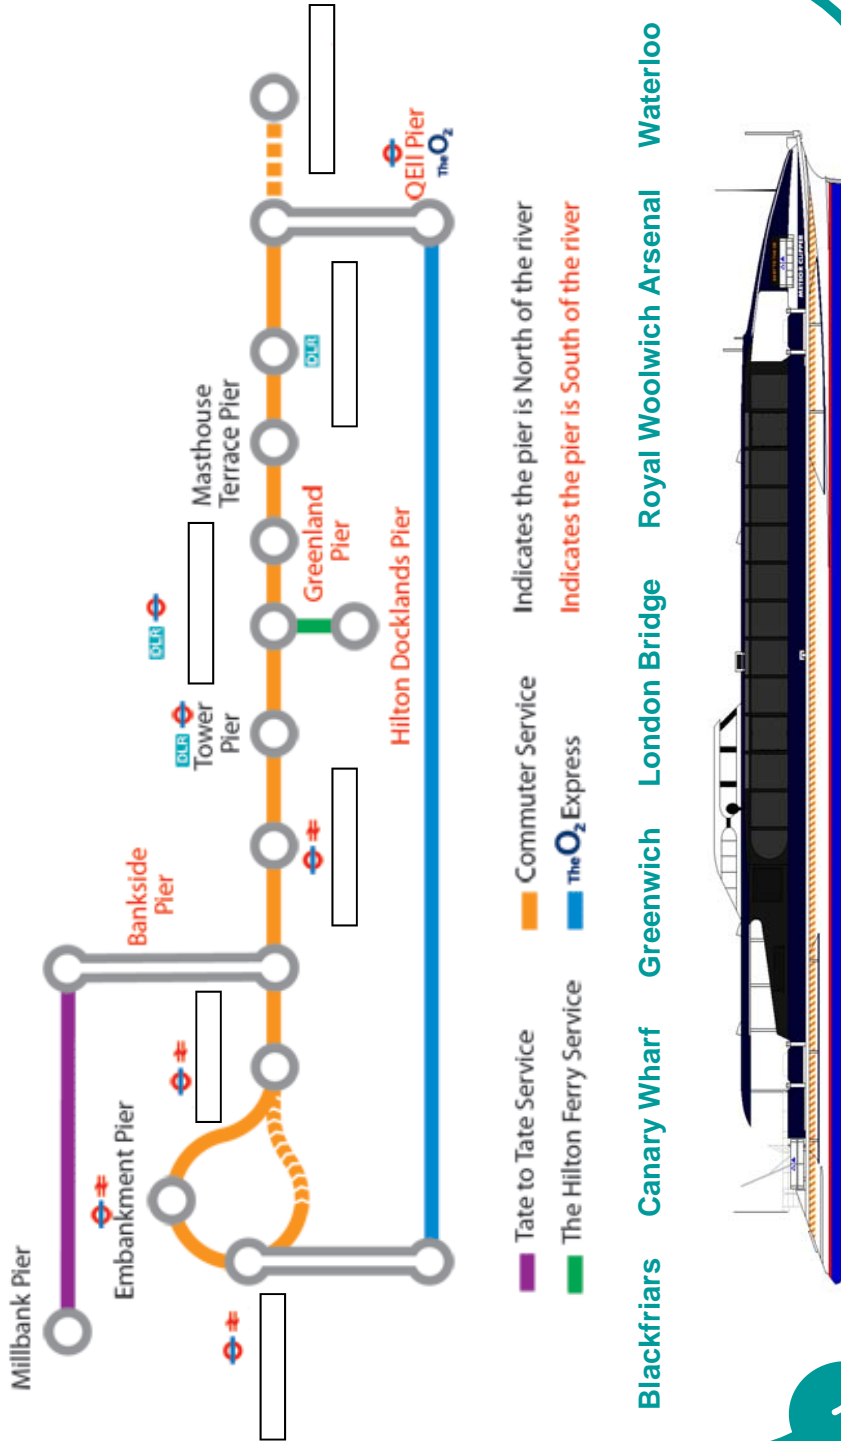 Millbank Pier
Embankment Pier
Bankside
Pier
DLR
Tower
Pier
DLR
Hilton Docklands Pier
Greenland
Pier
Masthouse
Terrace Pier
DLR
QEII Pier
The O2
Tate to Tate Service
Commuter Service
Indicates the pier is North of the river
The Hilton Ferry Service
The O2 Express
Indicates the pier is South of the river
Blackfriars Canary Wharf Greenwich London Bridge Royal Woolwich Arsenal Waterloo
METEOR CLIPPER